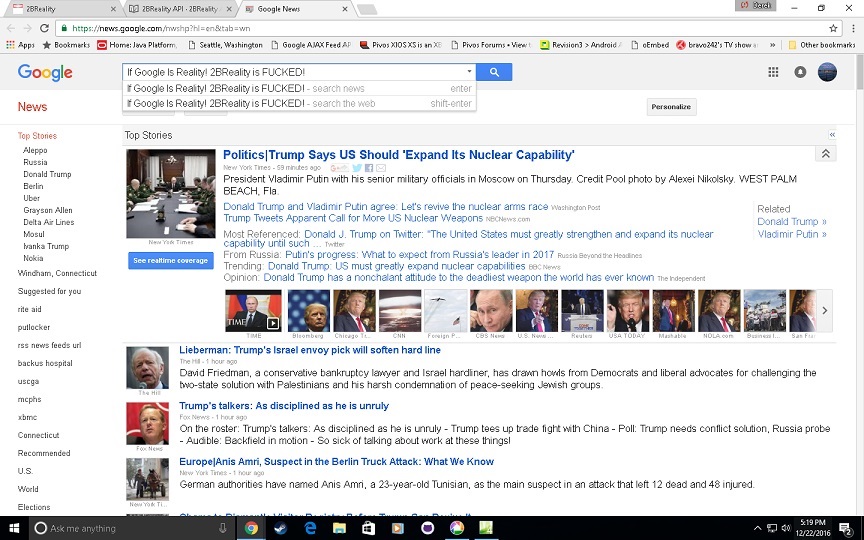 2BReality
2BReality API - 2BReality
Google News
Derek
https://news.google.com/nwshp?hl=en&tab=wn
Apps
Bookmarks
Home: Java Platform,
Seattle, Washington
Google AJAX Feed AP
Pivos XIOS XS is an XB
Pivos Forums • View t
Revision3 > Android A
oEmbed
bravo242's TV show a
»
Other bookmarks
Google
If Google Is Reality! 2BReality is FUCKED!
If Google Is Reality! 2BReality is FUCKED! - search news enter
If Google Is Reality! 2BReality is FUCKED! - search the web shift-enter
News
Personalize
Top Stories
Aleppo
Russia
Donald Trump
Berlin
Uber
Grayson Allen
Delta Air Lines
Mosul
Ivanka Trump
Nokia
Windham, Connecticut
Suggested for you
rite aid
putlocker
rss news feeds url
backus hospital
uscga
mcphs
xbmc
Connecticut
Recommended
U.S.
World
Elections
Top Stories
Politics|Trump Says US Should 'Expand Its Nuclear Capability'
New York Times - 59 minutes ago
President Vladimir Putin with his senior military officials in Moscow on Thursday. Credit Pool photo by Alexei Nikolsky. WEST PALM
BEACH, Fla.
Donald Trump and Vladimir Putin agree: Let's revive the nuclear arms race Washington Post
Trump Tweets Apparent Call for More US Nuclear Weapons NBCNews.com
Most Referenced: Donald J. Trump on Twitter: "The United States must greatly strengthen and expand its nuclear
capability until such .... Twitter
From Russia: Putin's progress: What to expect from Russia's leader in 2017 Russia Beyond the Headlines
Trending: Donald Trump: US must greatly expand nuclear capabilities BBC News
Opinion: Donald Trump has a nonchalant attitude to the deadliest weapon the world has ever known The Independent
New York Times
See realtime coverage
Related
Donald Trump »
Vladimir Putin »
TIME
TIME
Bloomberg
Chicago T...
CNN
Foreign P...
CBS News
U.S. News ...
Reuters
USA TODAY
Mashable
NOLA.com
Business I...
San Fra
Lieberman: Trump's Israel envoy pick will soften hard line
The Hill - 1 hour ago
David Friedman, a conservative bankruptcy lawyer and Israel hardliner, has drawn howls from Democrats and liberal advocates for challenging the
two-state solution with Palestinians and his harsh condemnation of peace-seeking Jewish groups.
The Hill
Trump's talkers: As disciplined as he is unruly
Fox News - 1 hour ago
On the roster: Trump's talkers: As disciplined as he is unruly - Trump tees up trade fight with China - Poll: Trump needs conflict solution, Russia probe
- Audible: Backfield in motion - So sick of talking about work at these things!
Fox News
Europe|Anis Amri, Suspect in the Berlin Truck Attack: What We Know
New York Times - 1 hour ago
German authorities have named Anis Amri, a 23-year-old Tunisian, as the main suspect in an attack that left 12 dead and 48 injured.
New York Ti...
Ask me anything
5:19 PM
12/22/2016
2